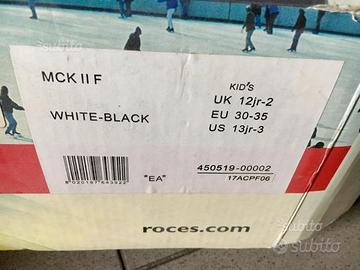 MCK II F
KID'S
UK 12jr-2
EU 30-35
US 13jr-3
WHITE-BLACK
8020187643922
"EA"
450519-00002
17ACPF06
roces.com
subito
subito